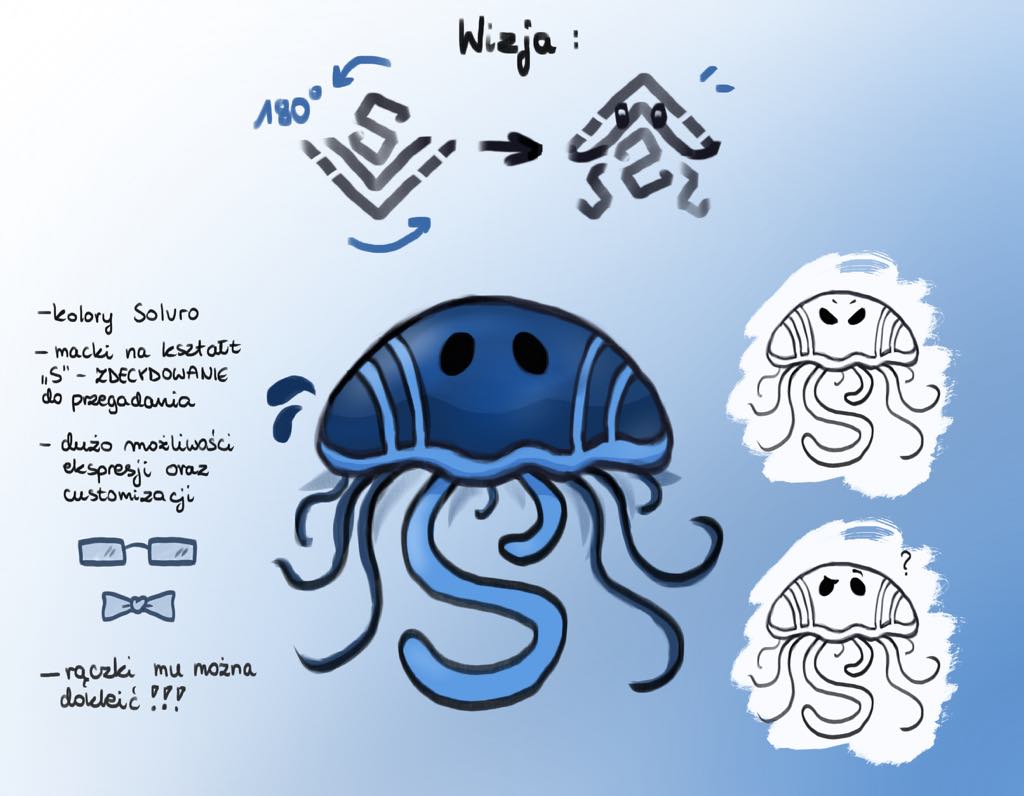 Wizja :
180°
- kolory Soluro
- macki na kształt
„S" - ZDECYDOWANIE
do przegadania
- dużo możliwości
ekspresji oraz
customizacji
- rączki mu można
dokleić !!!
?